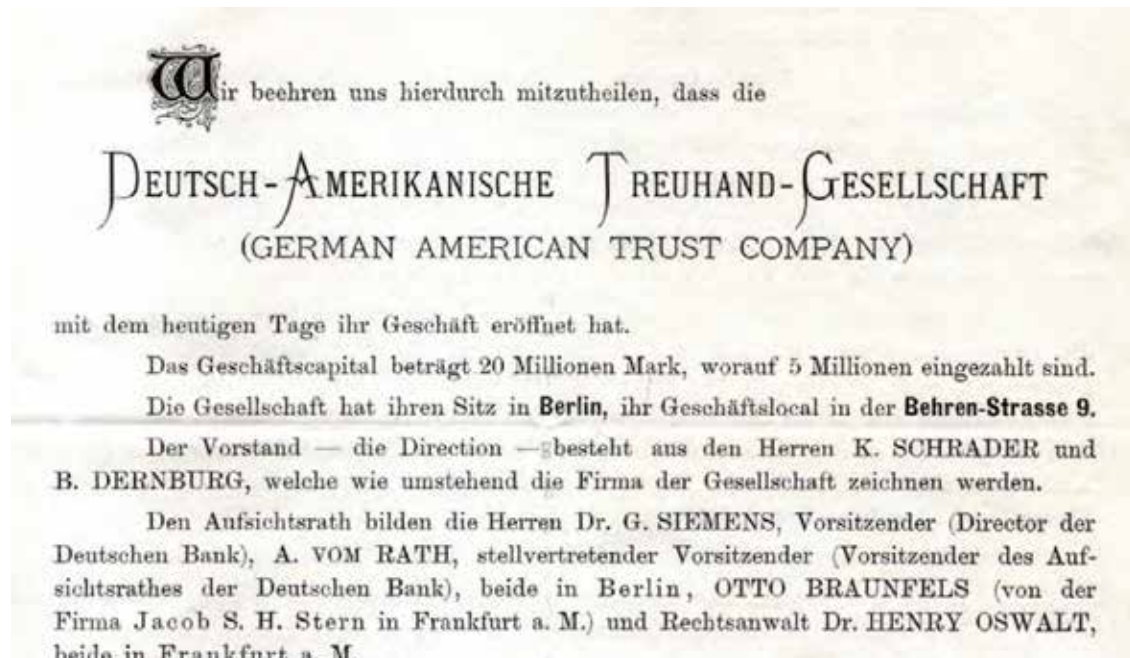 Wir beehren uns hierdurch mitzutheilen, dass die
DEUTSCH-AMERIKANISCHE TREUHAND-GESELLSCHAFT
(GERMAN AMERICAN TRUST COMPANY)
mit dem heutigen Tage ihr Geschäft eröffnet hat.
Das Geschäftscapital beträgt 20 Millionen Mark, worauf 5 Millionen eingezahlt sind.
Die Gesellschaft hat ihren Sitz in Berlin, ihr Geschäftslocal in der Behren-Strasse 9.
Der Vorstand — die Direction — besteht aus den Herren K. SCHRADER und
B. DERNBURG, welche wie umstehend die Firma der Gesellschaft zeichnen werden.
Den Aufsichtsrath bilden die Herren Dr. G. SIEMENS, Vorsitzender (Director der
Deutschen Bank), A. VOM RATH, stellvertretender Vorsitzender (Vorsitzender des Auf-
sichtsrathes der Deutschen Bank), beide in Berlin, OTTO BRAUNFELS (von der
Firma Jacob S. H. Stern in Frankfurt a. M.) und Rechtsanwalt Dr. HENRY OSWALT,
beide in Frankfurt a. M.